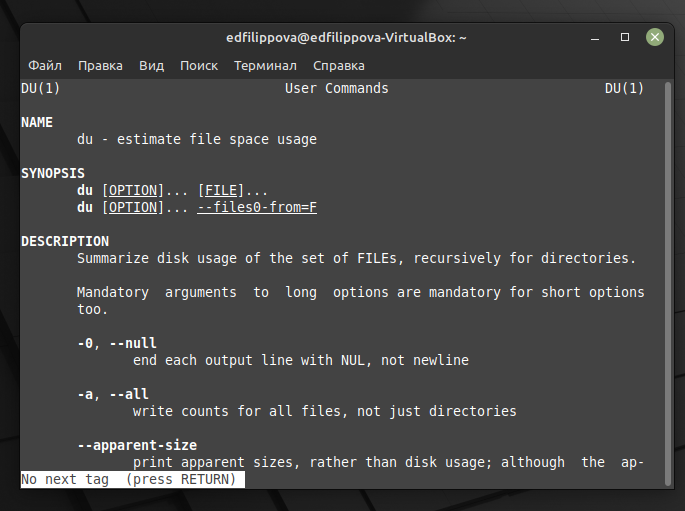 edfilippova@edfilippova-VirtualBox: ~
Файл Правка Вид Поиск Терминал Справка
DU(1) User Commands DU(1)
NAME
du - estimate file space usage
SYNOPSIS
du [OPTION]... [FILE]...
du [OPTION]... --files0-from=F
DESCRIPTION
Summarize disk usage of the set of FILEs, recursively for directories.
Mandatory arguments to long options are mandatory for short options
too.
-0, --null
end each output line with NUL, not newline
-a, --all
write counts for all files, not just directories
--apparent-size
print apparent sizes, rather than disk usage; although the ap-
No next tag (press RETURN)